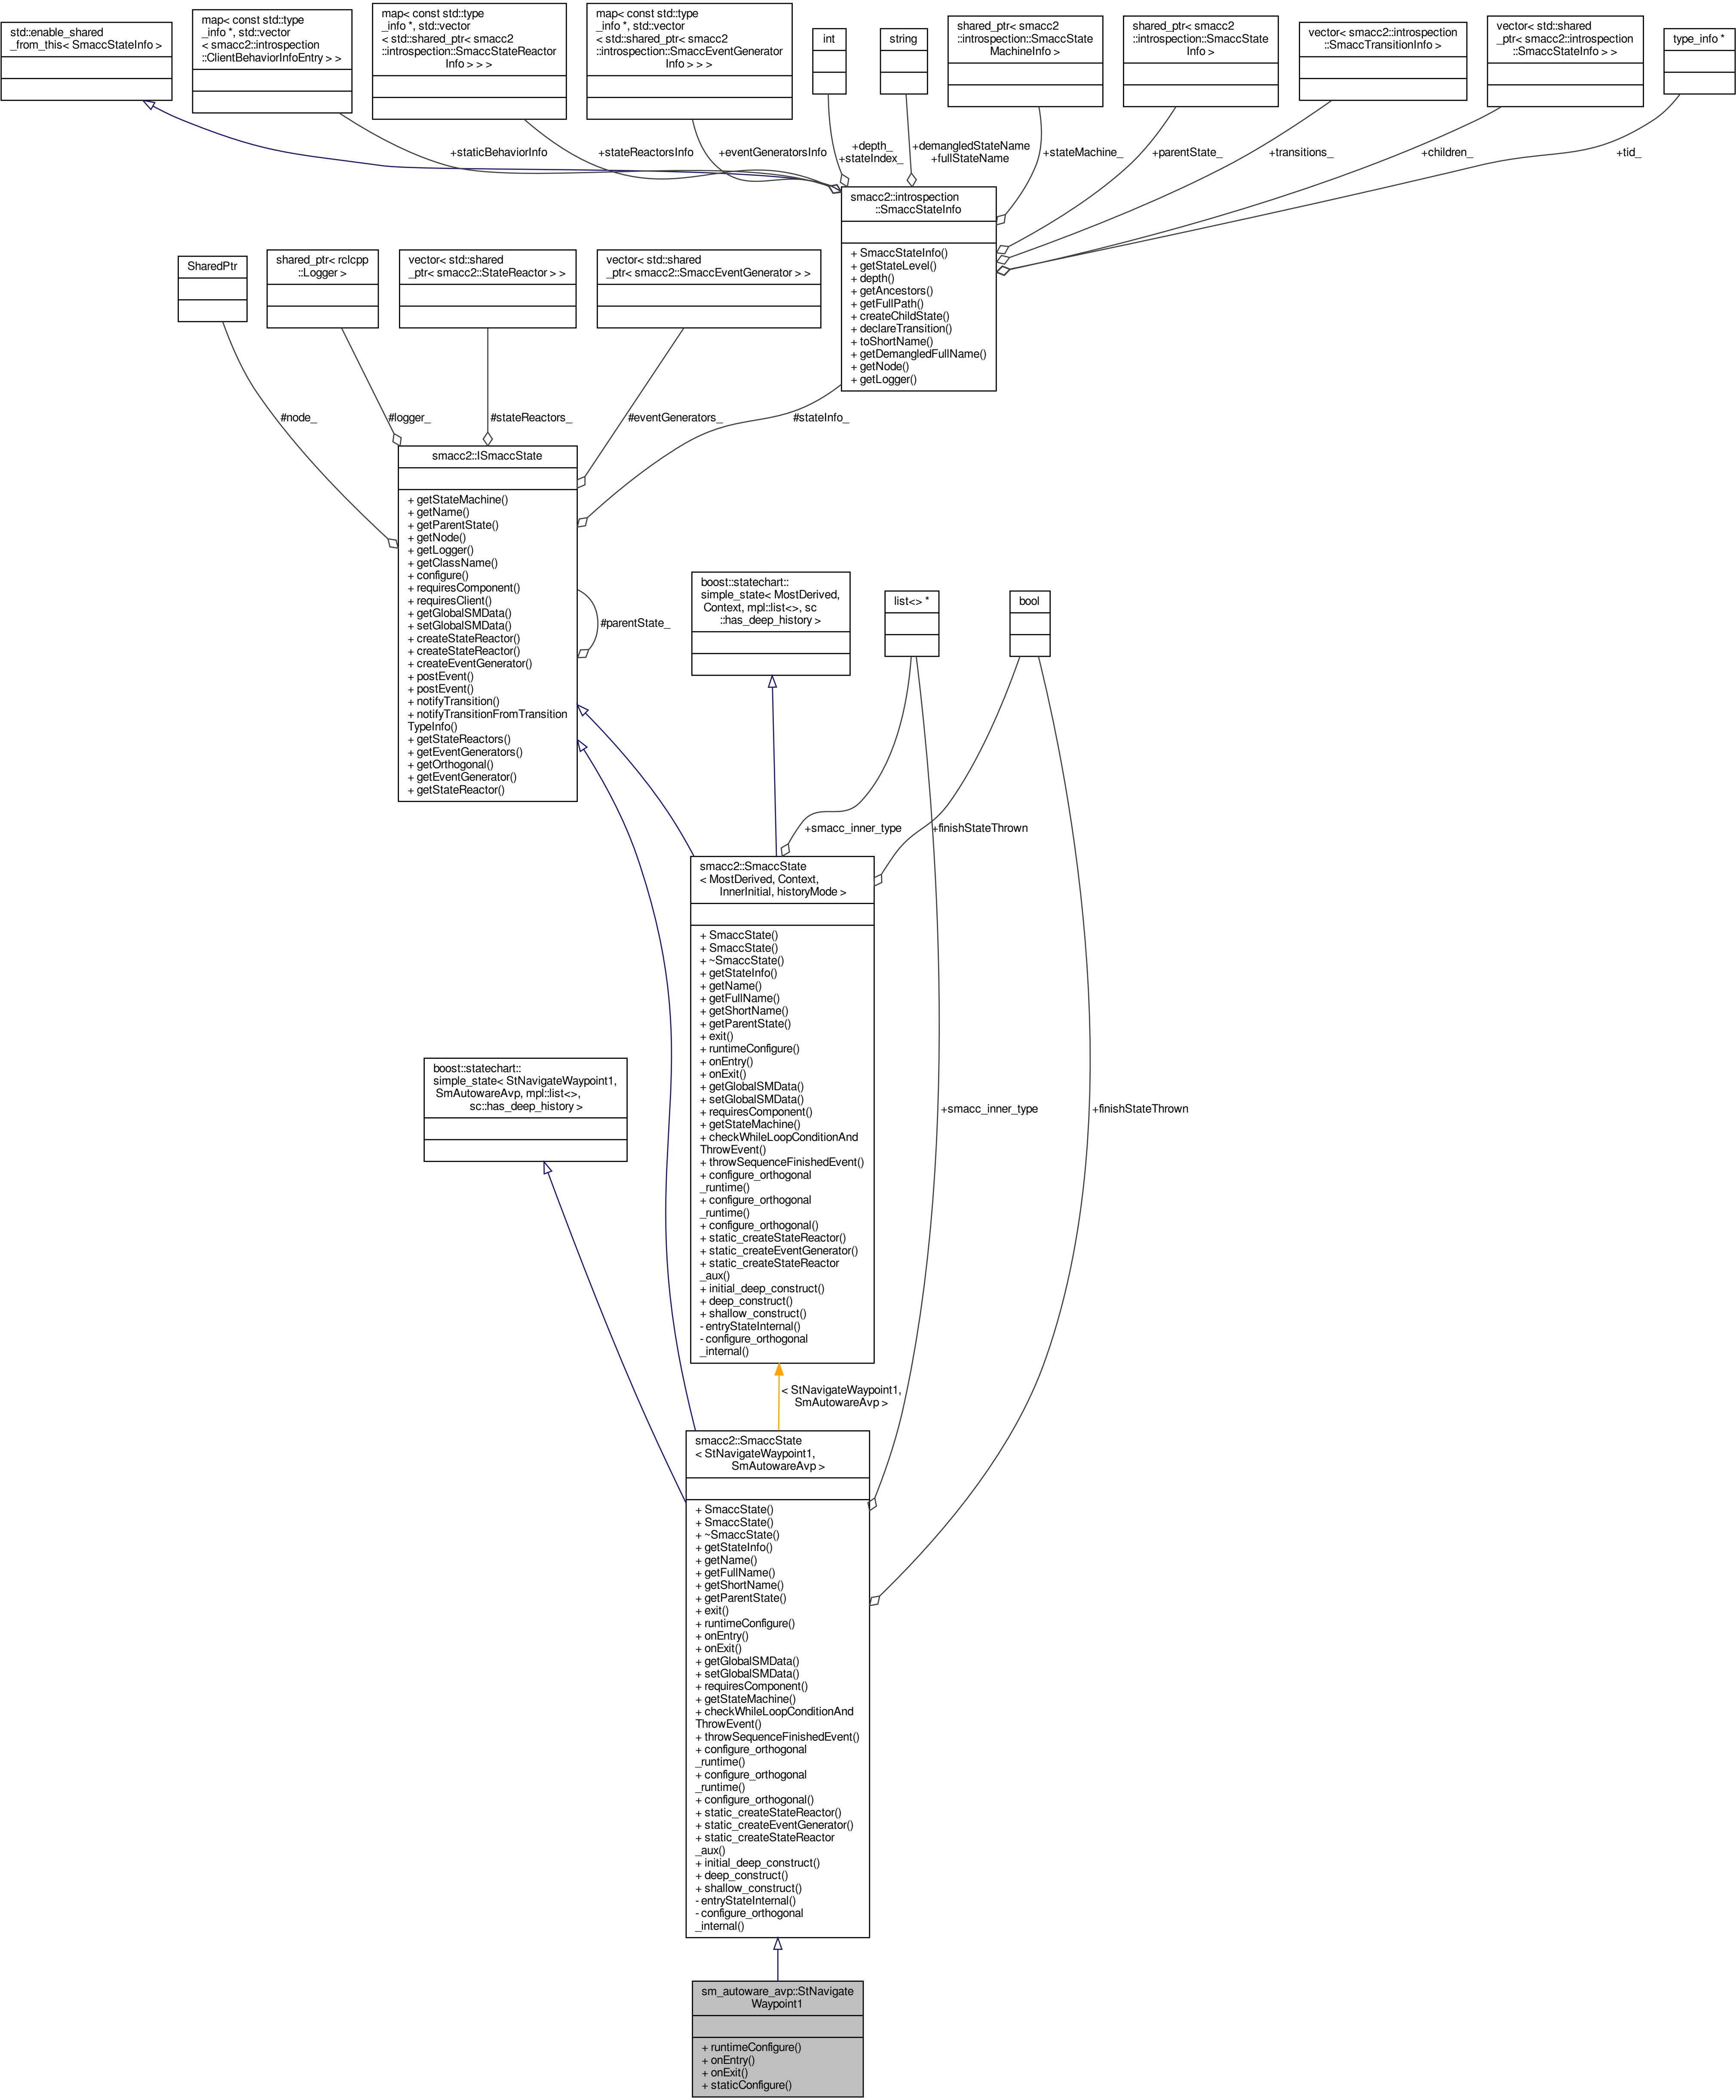 std::enable_shared
_from_this< SmaccStateInfo >
map< const std::type
_info *, std::vector
< smacc2::introspection
::ClientBehaviorInfoEntry > >
map< const std::type
_info *, std::vector
< std::shared_ptr< smacc2
::introspection::SmaccStateReactor
Info > > >
map< const std::type
_info *, std::vector
< std::shared_ptr< smacc2
::introspection::SmaccEventGenerator
Info > > >
int
string
shared_ptr< smacc2
::introspection::SmaccState
MachineInfo >
shared_ptr< smacc2
::introspection::SmaccState
Info >
vector< smacc2::introspection
::SmaccTransitionInfo >
vector< std::shared
_ptr< smacc2::introspection
::SmaccStateInfo > >
type_info *
+staticBehaviorInfo
+stateReactorsInfo
+eventGeneratorsInfo
+depth_
+stateIndex_
+demangledStateName
+fullStateName
+stateMachine_
+parentState_
+transitions_
+children_
+tid_
smacc2::introspection
::SmaccStateInfo
+ SmaccStateInfo()
+ getStateLevel()
+ depth()
+ getAncestors()
+ getFullPath()
+ createChildState()
+ declareTransition()
+ toShortName()
+ getDemangledFullName()
+ getNode()
+ getLogger()
SharedPtr
shared_ptr< rclcpp
::Logger >
vector< std::shared
_ptr< smacc2::StateReactor > >
vector< std::shared
_ptr< smacc2::SmaccEventGenerator > >
#node_
#logger_
#stateReactors_
#eventGenerators_
#stateInfo_
smacc2::ISmaccState
+ getStateMachine()
+ getName()
+ getParentState()
+ getNode()
+ getLogger()
+ getClassName()
+ configure()
+ requiresComponent()
+ requiresClient()
+ getGlobalSMData()
+ setGlobalSMData()
+ createStateReactor()
+ createStateReactor()
+ createEventGenerator()
+ postEvent()
+ postEvent()
+ notifyTransition()
+ notifyTransitionFromTransition
TypeInfo()
+ getStateReactors()
+ getEventGenerators()
+ getOrthogonal()
+ getEventGenerator()
+ getStateReactor()
#parentState_
boost::statechart::
simple_state< MostDerived,
Context, mpl::list<>, sc
::has_deep_history >
list<> *
bool
+smacc_inner_type
+finishStateThrown
smacc2::SmaccState
< MostDerived, Context,
InnerInitial, historyMode >
+ SmaccState()
+ SmaccState()
+ ~SmaccState()
+ getStateInfo()
+ getName()
+ getFullName()
+ getShortName()
+ getParentState()
+ exit()
+ runtimeConfigure()
+ onEntry()
+ onExit()
+ getGlobalSMData()
+ setGlobalSMData()
+ requiresComponent()
+ getStateMachine()
+ checkWhileLoopConditionAnd
ThrowEvent()
+ throwSequenceFinishedEvent()
+ configure_orthogonal
_runtime()
+ configure_orthogonal
_runtime()
+ configure_orthogonal()
+ static_createStateReactor()
+ static_createEventGenerator()
+ static_createStateReactor
_aux()
+ initial_deep_construct()
+ deep_construct()
+ shallow_construct()
- entryStateInternal()
- configure_orthogonal
_internal()
boost::statechart::
simple_state< StNavigateWaypoint1,
SmAutowareAvp, mpl::list<>,
sc::has_deep_history >
+smacc_inner_type
+finishStateThrown
< StNavigateWaypoint1,
SmAutowareAvp >
smacc2::SmaccState
< StNavigateWaypoint1,
SmAutowareAvp >
+ SmaccState()
+ SmaccState()
+ ~SmaccState()
+ getStateInfo()
+ getName()
+ getFullName()
+ getShortName()
+ getParentState()
+ exit()
+ runtimeConfigure()
+ onEntry()
+ onExit()
+ getGlobalSMData()
+ setGlobalSMData()
+ requiresComponent()
+ getStateMachine()
+ checkWhileLoopConditionAnd
ThrowEvent()
+ throwSequenceFinishedEvent()
+ configure_orthogonal
_runtime()
+ configure_orthogonal
_runtime()
+ configure_orthogonal()
+ static_createStateReactor()
+ static_createEventGenerator()
+ static_createStateReactor
_aux()
+ initial_deep_construct()
+ deep_construct()
+ shallow_construct()
- entryStateInternal()
- configure_orthogonal
_internal()
sm_autoware_avp::StNavigate
Waypoint1
+ runtimeConfigure()
+ onEntry()
+ onExit()
+ staticConfigure()